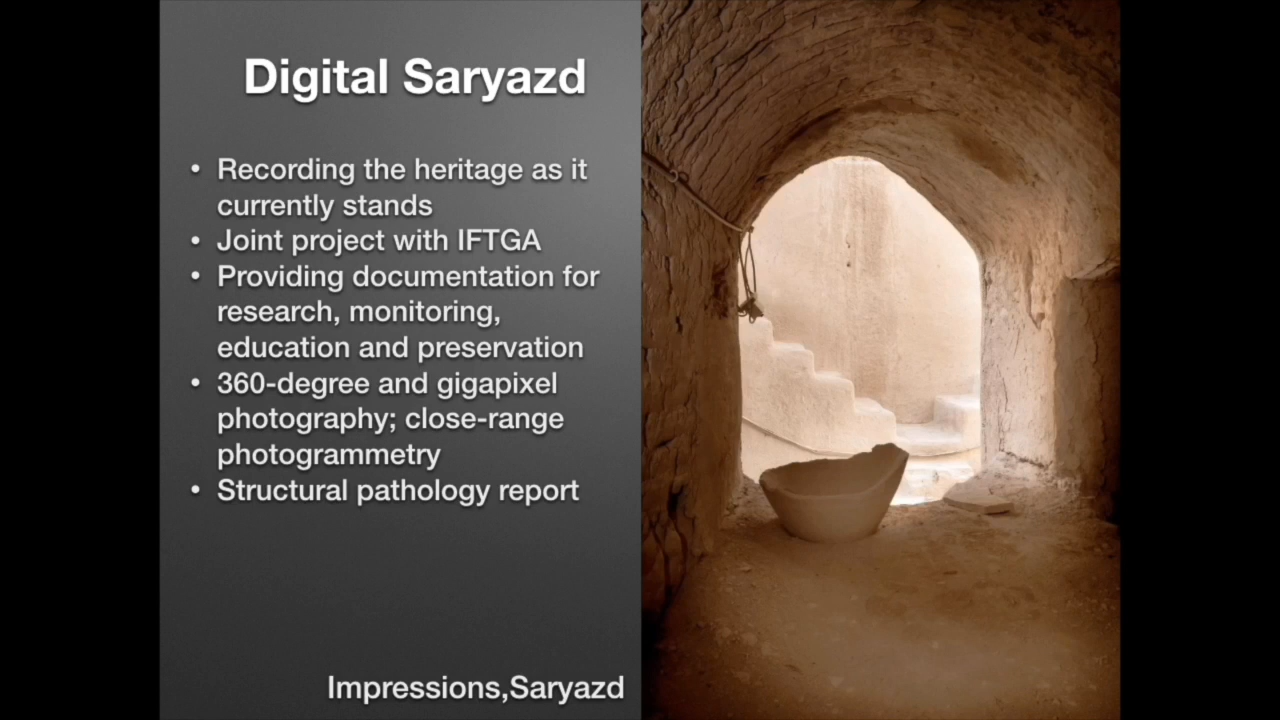 Digital Saryazd
• Recording the heritage as it
currently stands
• Joint project with IFTGA
• Providing documentation for
research, monitoring,
education and preservation
• 360-degree and gigapixel
photography; close-range
photogrammetry
• Structural pathology report
Impressions,Saryazd